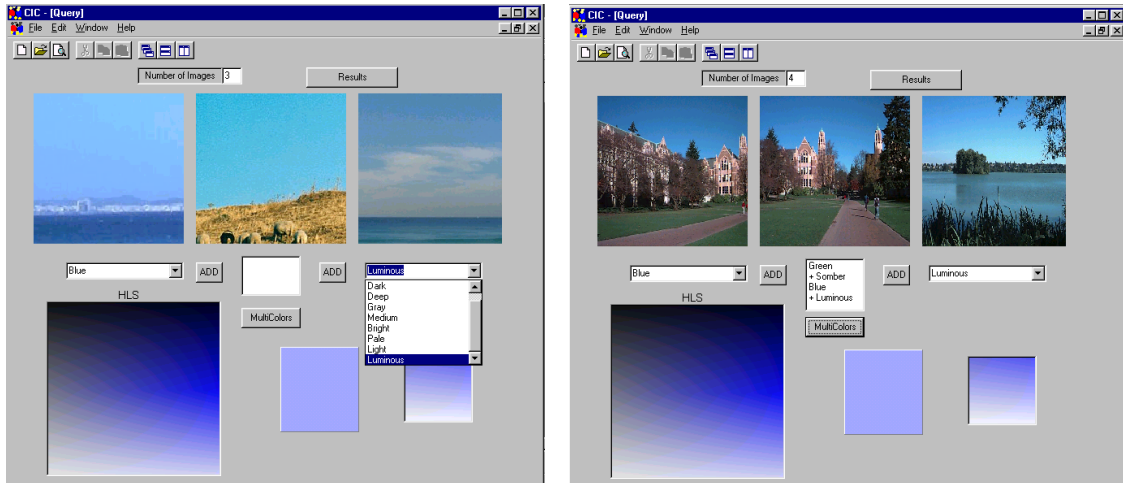 CIC - [Query]
File Edit Window Help
Number of Images 3
Results
Blue
ADD
ADD
Luminous
Dark
Deep
Gray
Medium
Bright
Pale
Light
Luminous
HLS
MultiColors
CIC - [Query]
File Edit Window Help
Number of Images 4
Results
Blue
ADD
Green
+ Somber
Blue
+ Luminous
ADD
Luminous
HLS
MultiColors